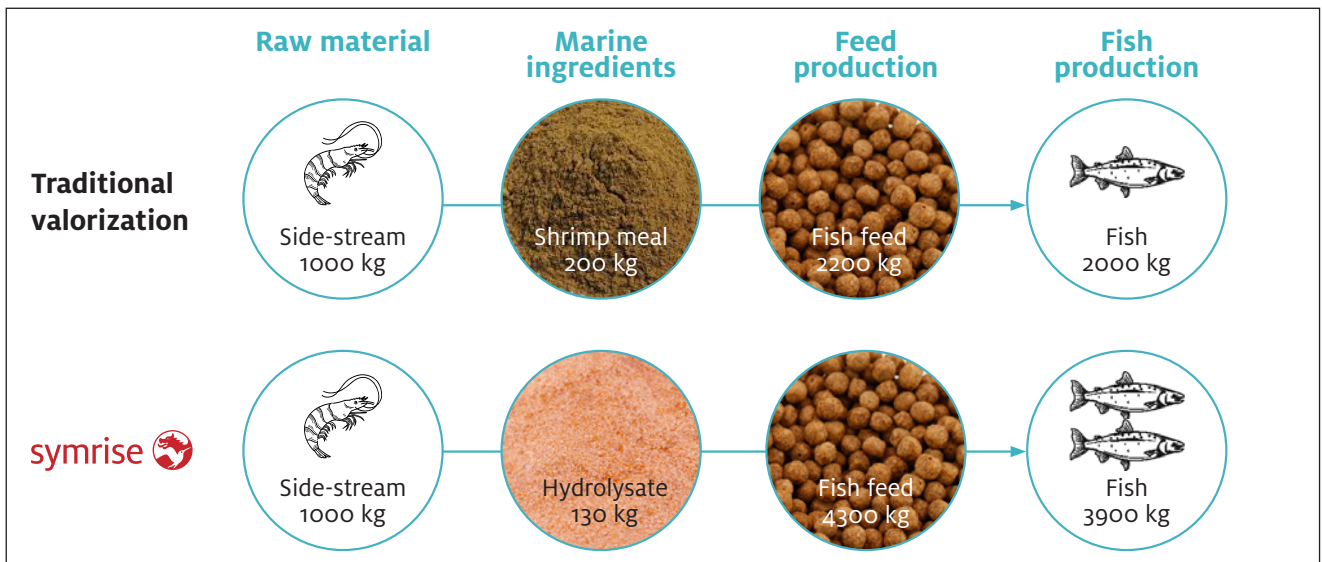 Raw material
Marine
ingredients
Feed
production
Fish
production
Traditional
valorization
Side-stream
1000 kg
Shrimp meal
200 kg
Fish feed
2200 kg
Fish
2000 kg
symrise
Side-stream
1000 kg
Hydrolysate
130 kg
Fish feed
4300 kg
Fish
3900 kg